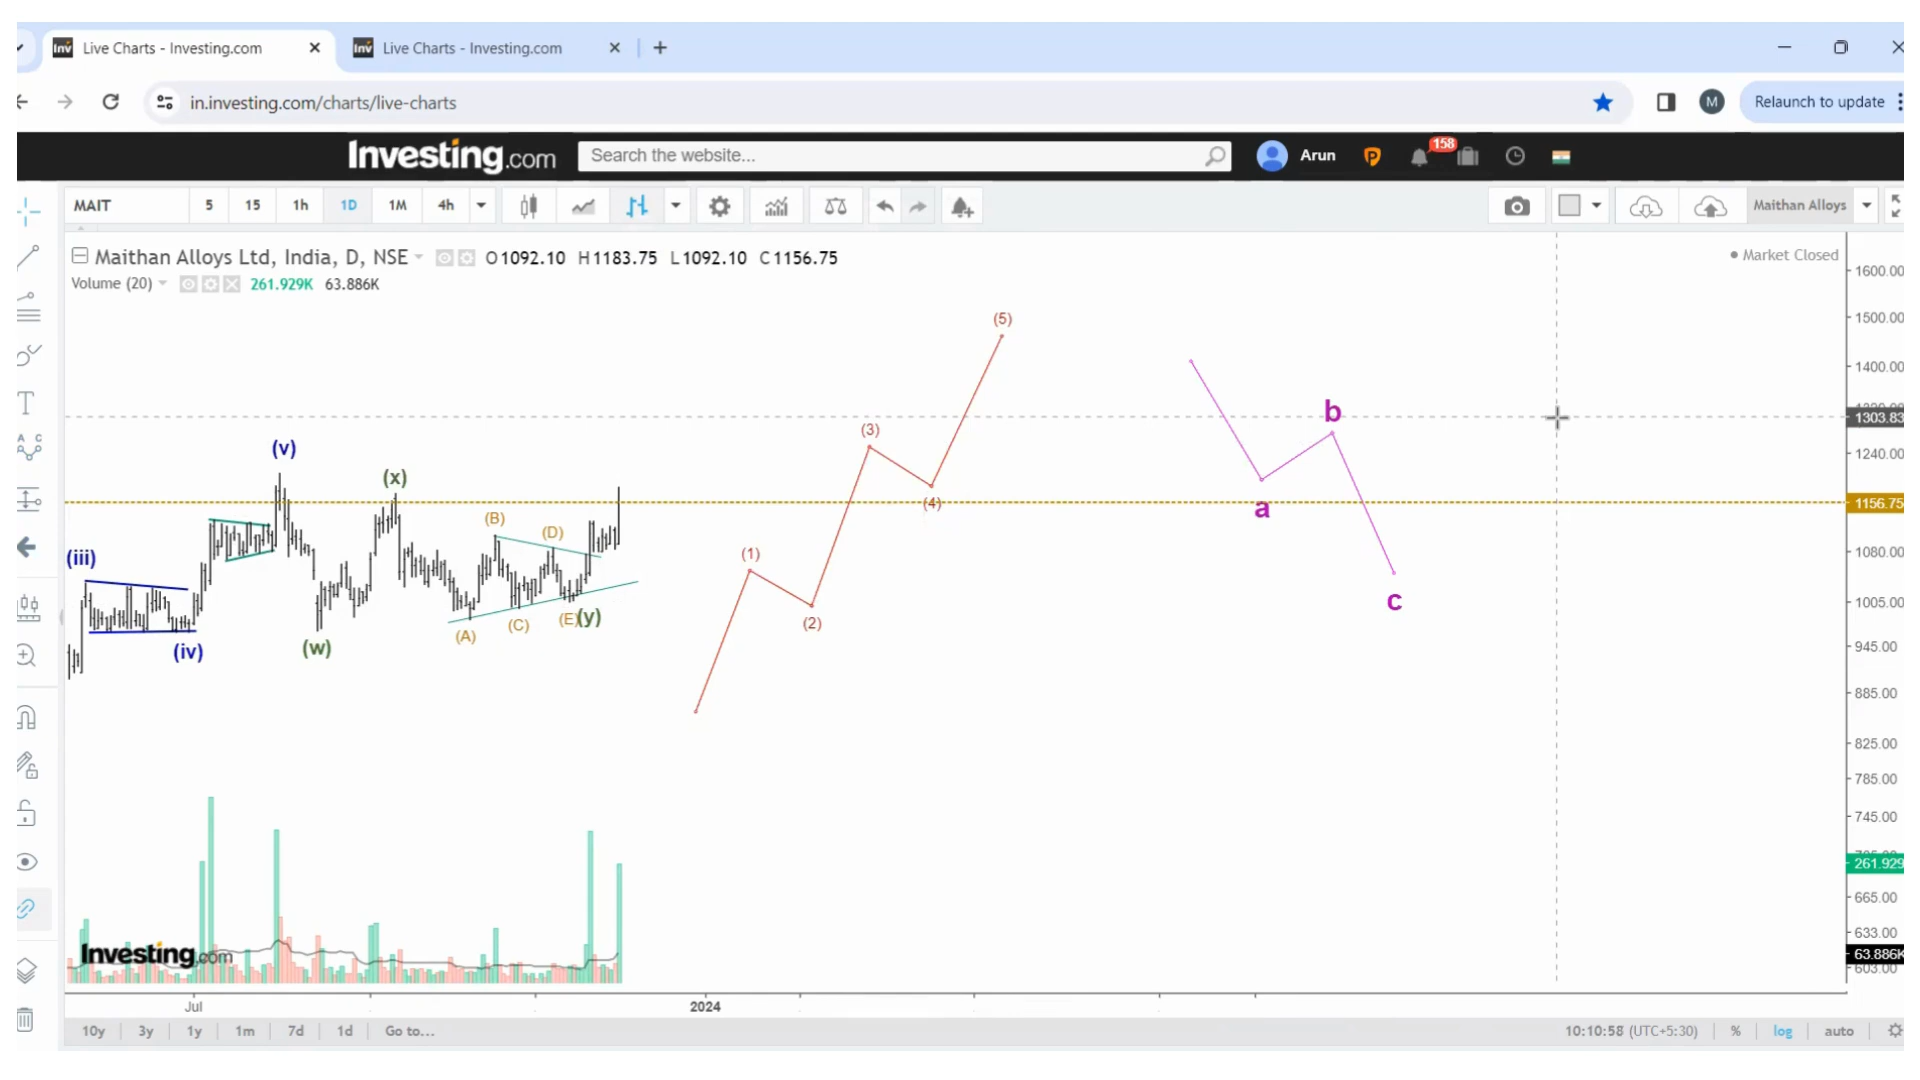 Live Charts - Investing.com
Live Charts - Investing.com
in.investing.com/charts/live-charts
M
Relaunch to update
Investing.com
Search the website...
Arun
158
MAIT
5
15
1h
1D
1M
4h
Maithan Alloys
Maithan Alloys Ltd, India, D, NSE
O1092.10 H1183.75 L1092.10 C1156.75
Market Closed
Volume (20)
261.929K 63.886K
1600.00
1500.00
1400.00
1303.83
1240.00
1156.75
1080.00
1005.00
945.00
885.00
825.00
785.00
745.00
261.929
665.00
633.00
63.886K
603.00
(5)
b
(3)
(v)
(x)
(4)
a
(B)
(D)
(iii)
(1)
c
(E)
(y)
(C)
(2)
(A)
(w)
(iv)
Investing.com
Jul
2024
10y
3y
1y
1m
7d
1d
Go to...
10:10:58 (UTC+5:30)
%
log
auto